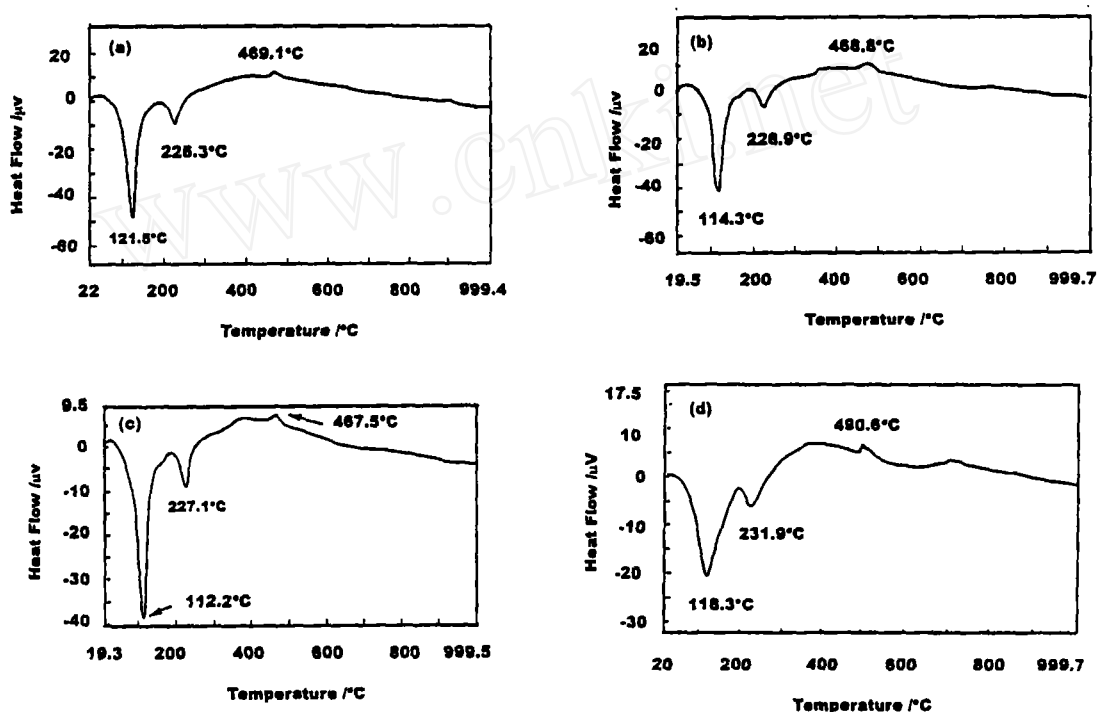 (a)
20
0
-20
-40
-60
Heat Flow /μv
469.1°C
225.3°C
121.5°C
22 200 400 600 800 999.4
Temperature /°C
(b)
20
0
-20
-40
-60
Heat Flow /μv
468.8°C
226.9°C
114.3°C
19.5 200 400 600 800 999.7
Temperature /°C
(c)
9.5
0
-10
-20
-30
-40
Heat Flow /μv
467.5°C
227.1°C
112.2°C
19.3 200 400 600 800 999.5
Temperature /°C
(d)
17.5
10
0
-10
-20
-30
Heat Flow /μV
480.6°C
231.9°C
118.3°C
20 200 400 600 800 999.7
Temperature /°C
www.cnki.net